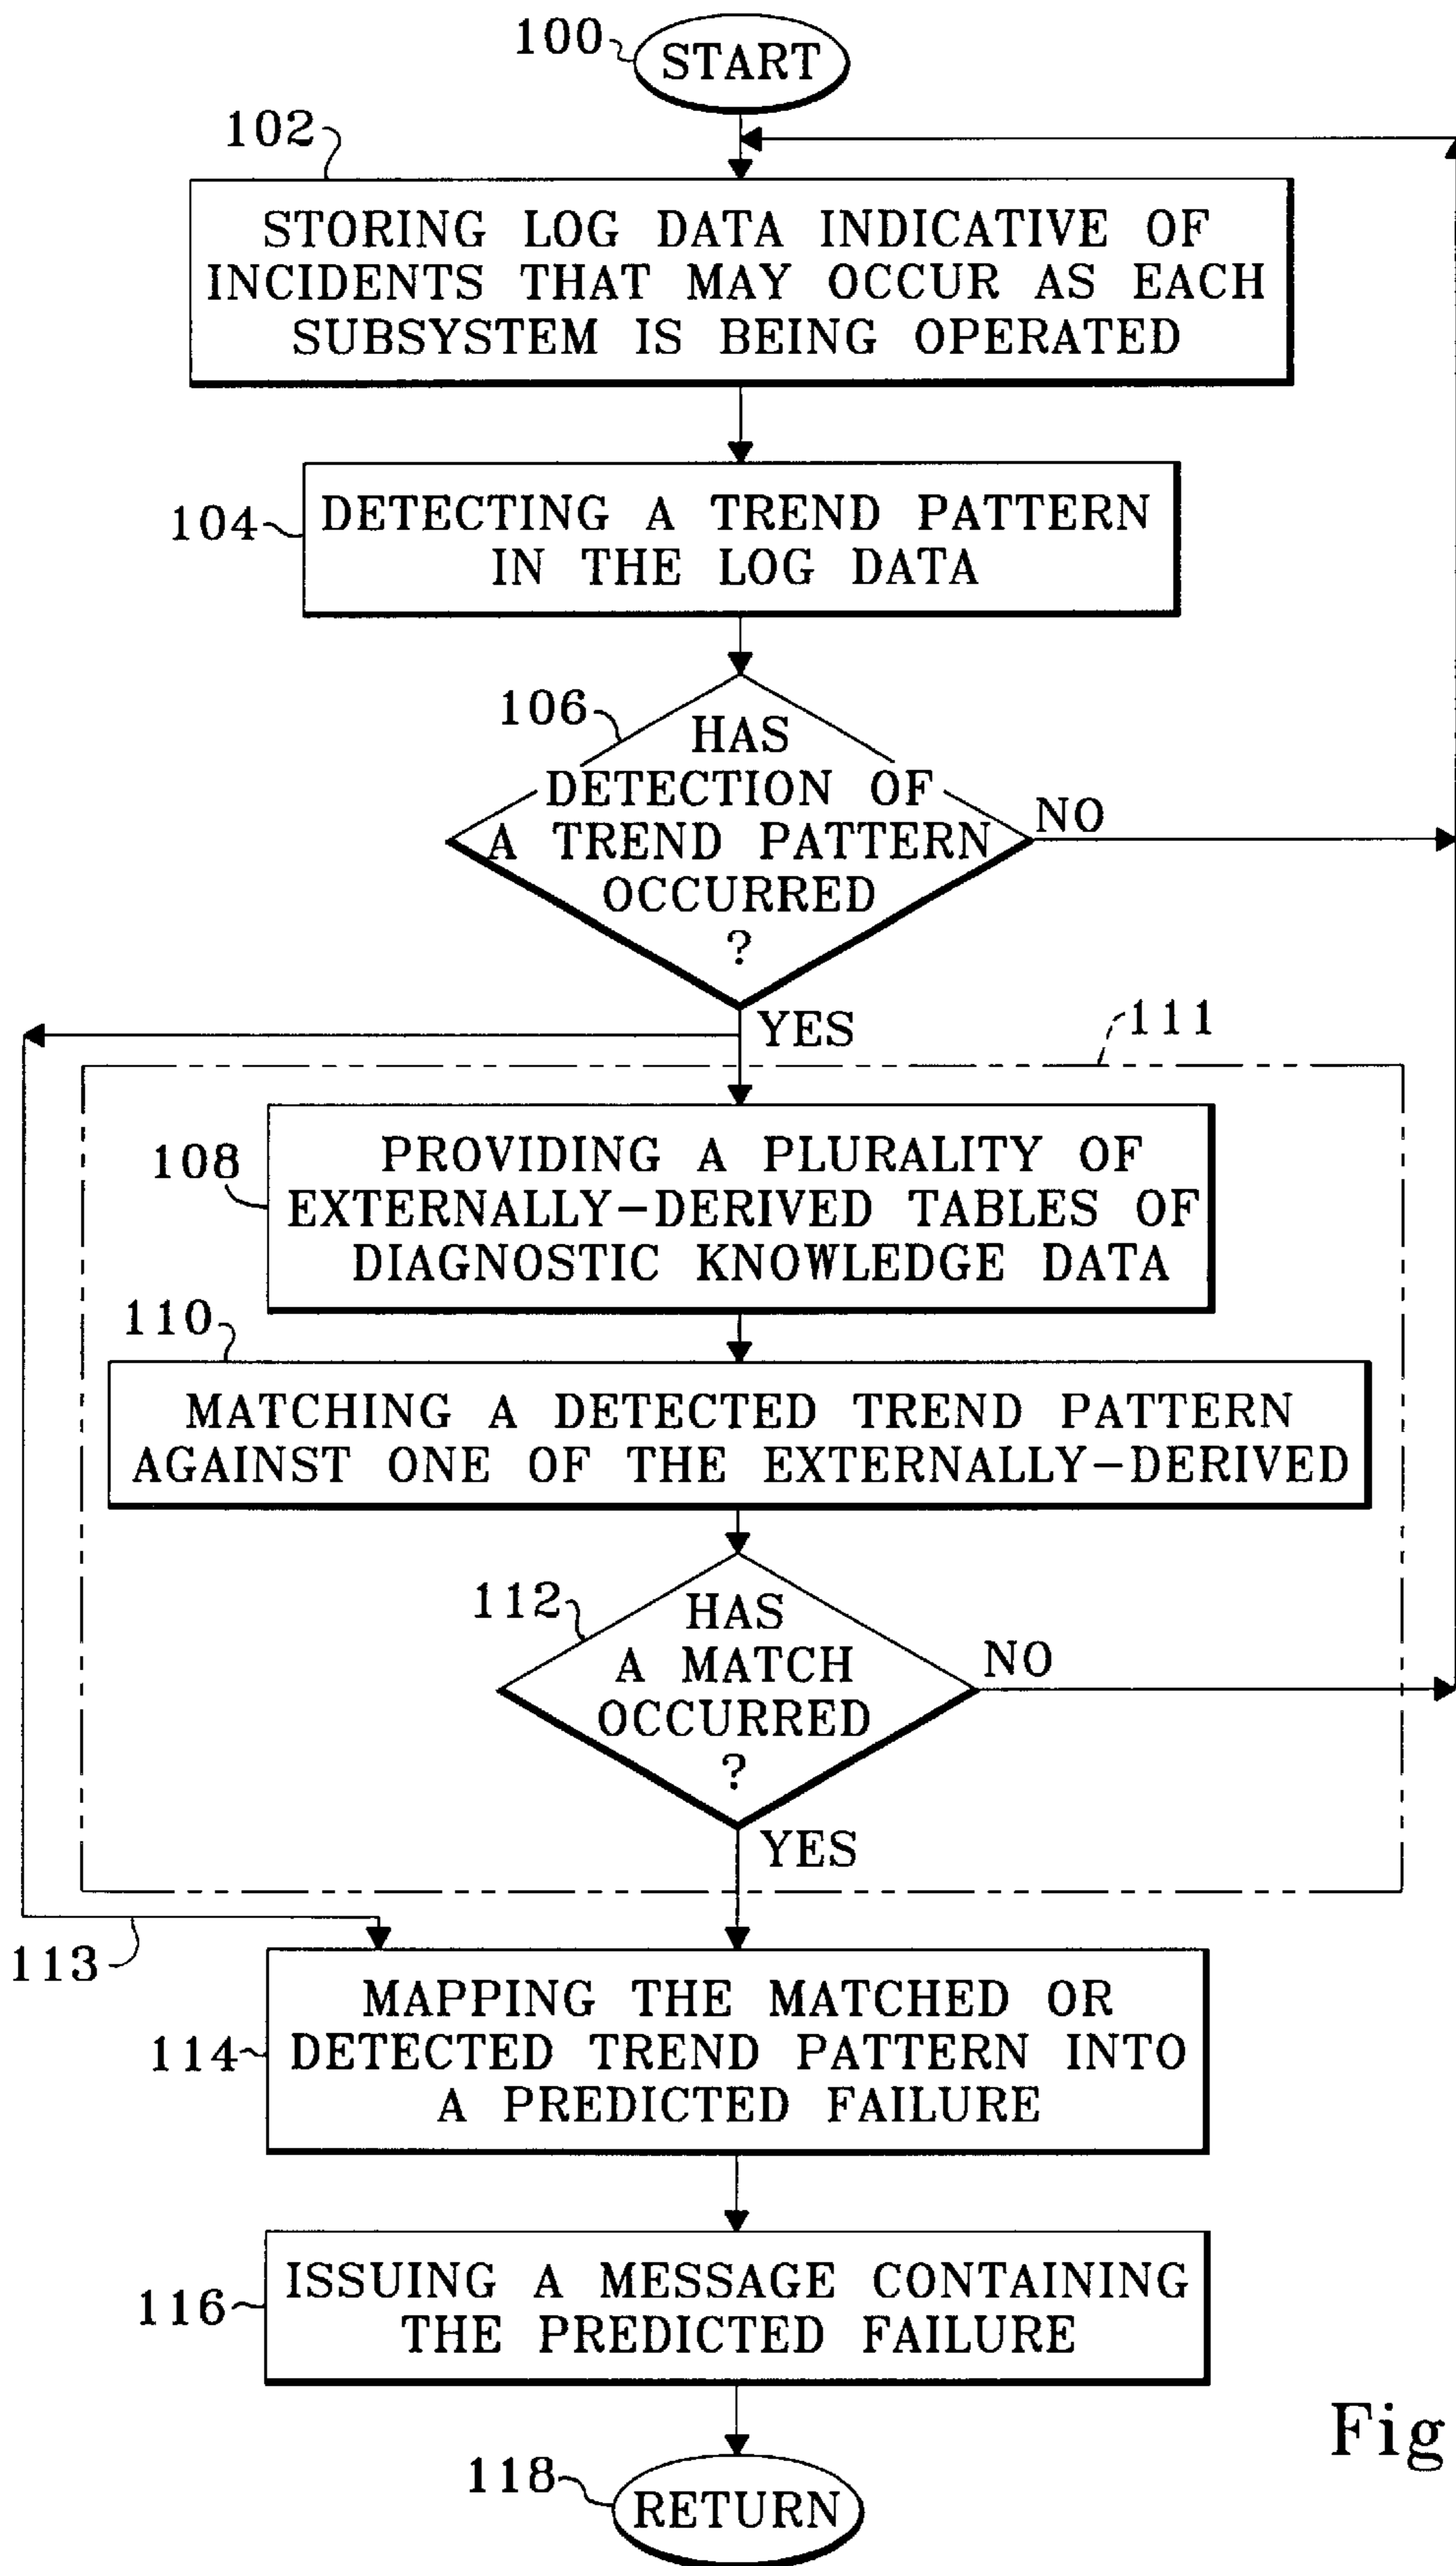 100
START
102
STORING LOG DATA INDICATIVE OF
INCIDENTS THAT MAY OCCUR AS EACH
SUBSYSTEM IS BEING OPERATED
104
DETECTING A TREND PATTERN
IN THE LOG DATA
106
HAS
DETECTION OF
A TREND PATTERN
OCCURRED
?
NO
YES
111
108
PROVIDING A PLURALITY OF
EXTERNALLY-DERIVED TABLES OF
DIAGNOSTIC KNOWLEDGE DATA
110
MATCHING A DETECTED TREND PATTERN
AGAINST ONE OF THE EXTERNALLY-DERIVED
112
HAS
A MATCH
OCCURRED
?
NO
YES
113
114
MAPPING THE MATCHED OR
DETECTED TREND PATTERN INTO
A PREDICTED FAILURE
116
ISSUING A MESSAGE CONTAINING
THE PREDICTED FAILURE
118
RETURN
Fig